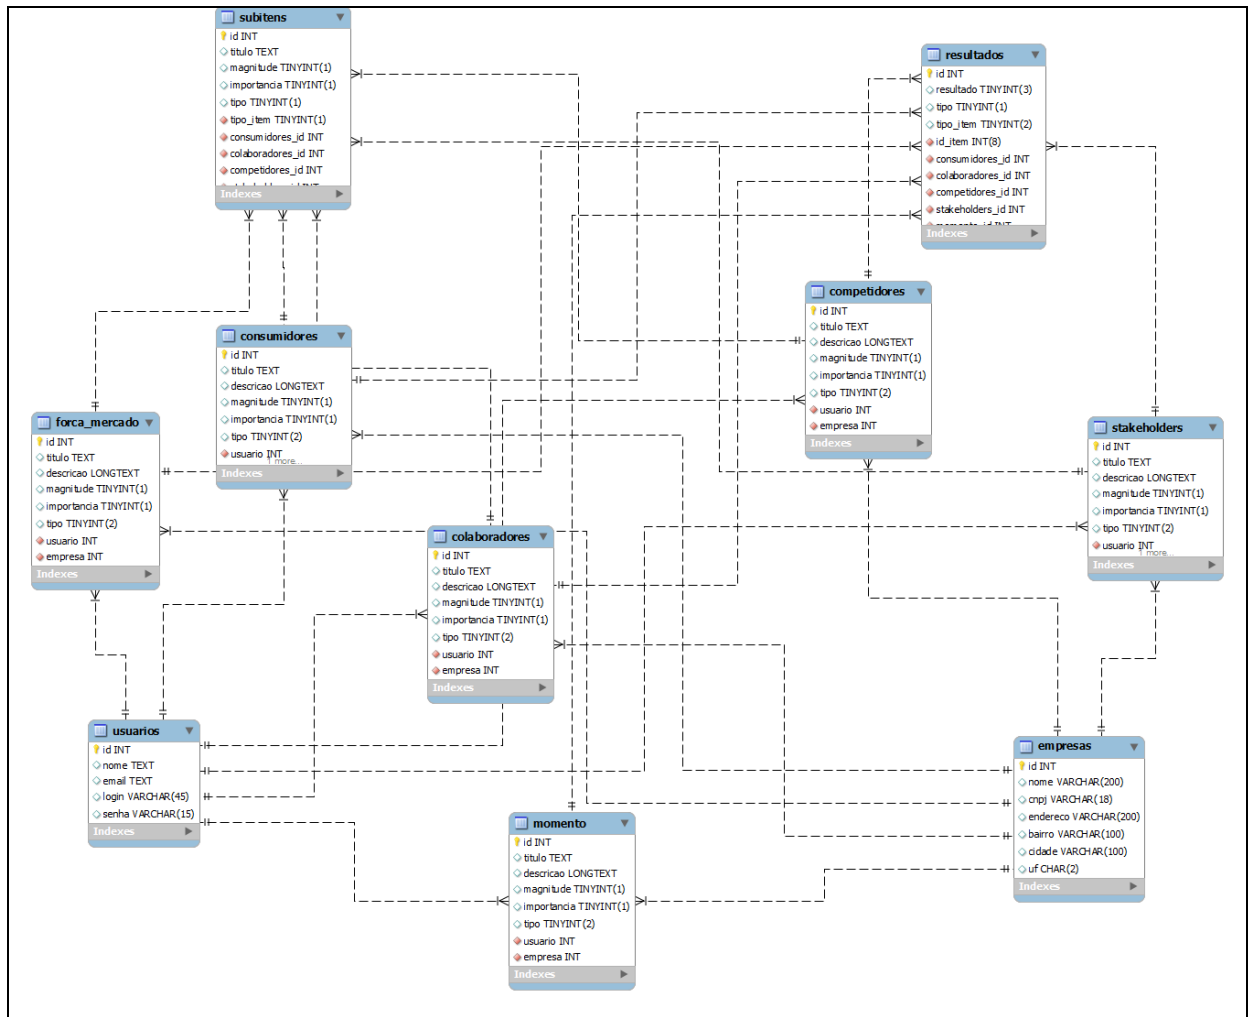 subitens
id INT
titulo TEXT
magnitude TINYINT(1)
importancia TINYINT(1)
tipo TINYINT(1)
tipo_item TINYINT(1)
consumidores_id INT
colaboradores_id INT
competidores_id INT
Indexes
resultados
id INT
resultado TINYINT(3)
tipo TINYINT(1)
tipo_item TINYINT(2)
id_item INT(8)
consumidores_id INT
colaboradores_id INT
competidores_id INT
stakeholders_id INT
Indexes
competidores
id INT
titulo TEXT
descricao LONGTEXT
magnitude TINYINT(1)
importancia TINYINT(1)
tipo TINYINT(2)
usuario INT
empresa INT
Indexes
consumidores
id INT
titulo TEXT
descricao LONGTEXT
magnitude TINYINT(1)
importancia TINYINT(1)
tipo TINYINT(2)
usuario INT
1 more...
Indexes
forca_mercado
id INT
titulo TEXT
descricao LONGTEXT
magnitude TINYINT(1)
importancia TINYINT(1)
tipo TINYINT(2)
usuario INT
empresa INT
Indexes
stakeholders
id INT
titulo TEXT
descricao LONGTEXT
magnitude TINYINT(1)
importancia TINYINT(1)
tipo TINYINT(2)
usuario INT
1 more...
Indexes
colaboradores
id INT
titulo TEXT
descricao LONGTEXT
magnitude TINYINT(1)
importancia TINYINT(1)
tipo TINYINT(2)
usuario INT
empresa INT
Indexes
usuarios
id INT
nome TEXT
email TEXT
login VARCHAR(45)
senha VARCHAR(15)
Indexes
empresas
id INT
nome VARCHAR(200)
cnpj VARCHAR(18)
endereco VARCHAR(200)
bairro VARCHAR(100)
cidade VARCHAR(100)
uf CHAR(2)
Indexes
momento
id INT
titulo TEXT
descricao LONGTEXT
magnitude TINYINT(1)
importancia TINYINT(1)
tipo TINYINT(2)
usuario INT
empresa INT
Indexes